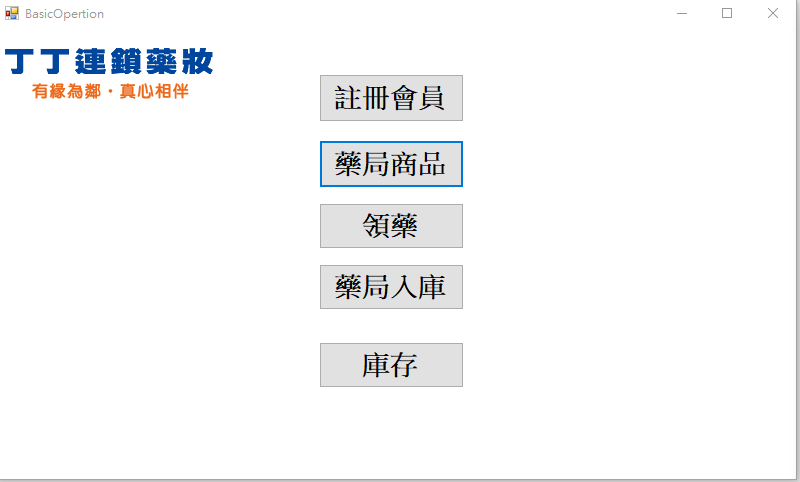 BasicOpertion
丁丁連鎖藥妝
有緣為鄰・真心相伴
註冊會員
藥局商品
領藥
藥局入庫
庫存